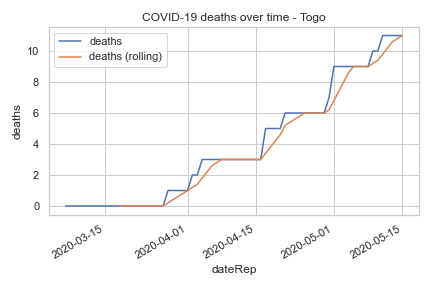 COVID-19 deaths over time - Togo
deaths
deaths (rolling)
deaths
10
8
6
4
2
0
2020-03-15
2020-04-01
2020-04-15
2020-05-01
2020-05-15
dateRep